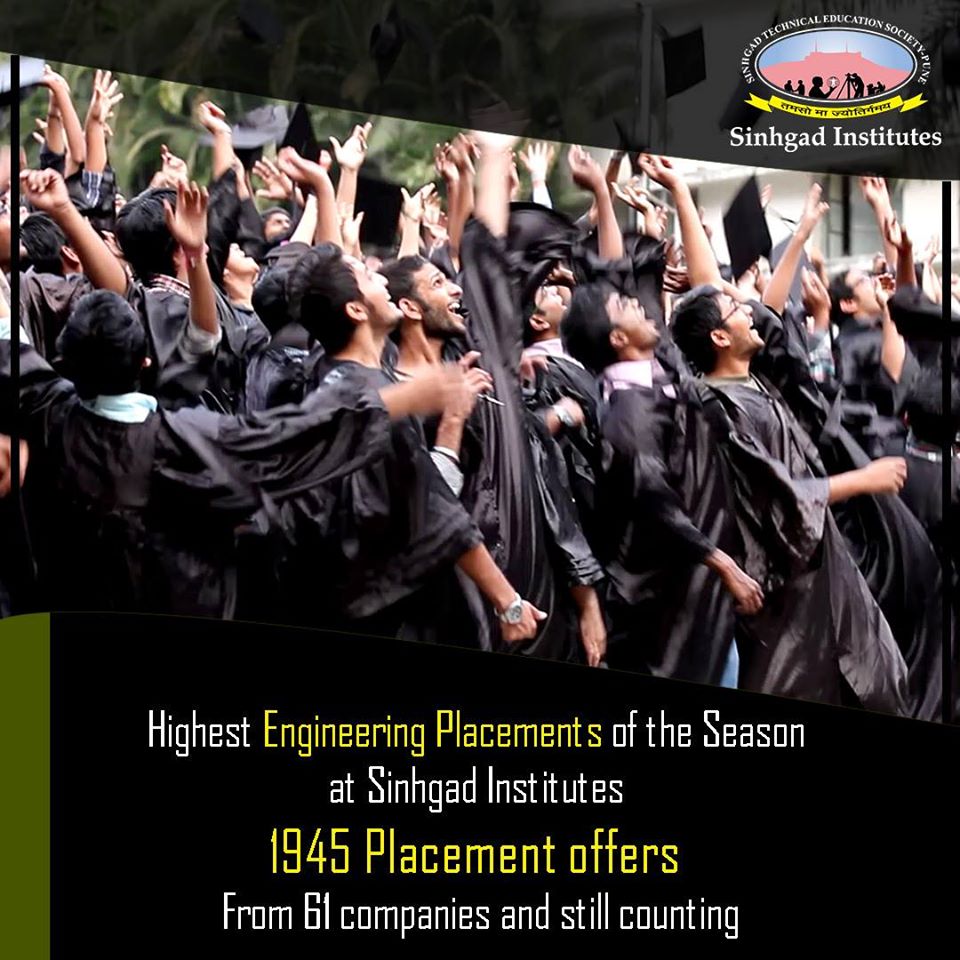 SINHGAD TECHNICAL EDUCATION SOCIETY-PUNE
तमसो मा ज्योतिर्गमय
Sinhgad Institutes
Highest Engineering Placements of the Season
at Sinhgad Institutes
1945 Placement offers
From 61 companies and still counting